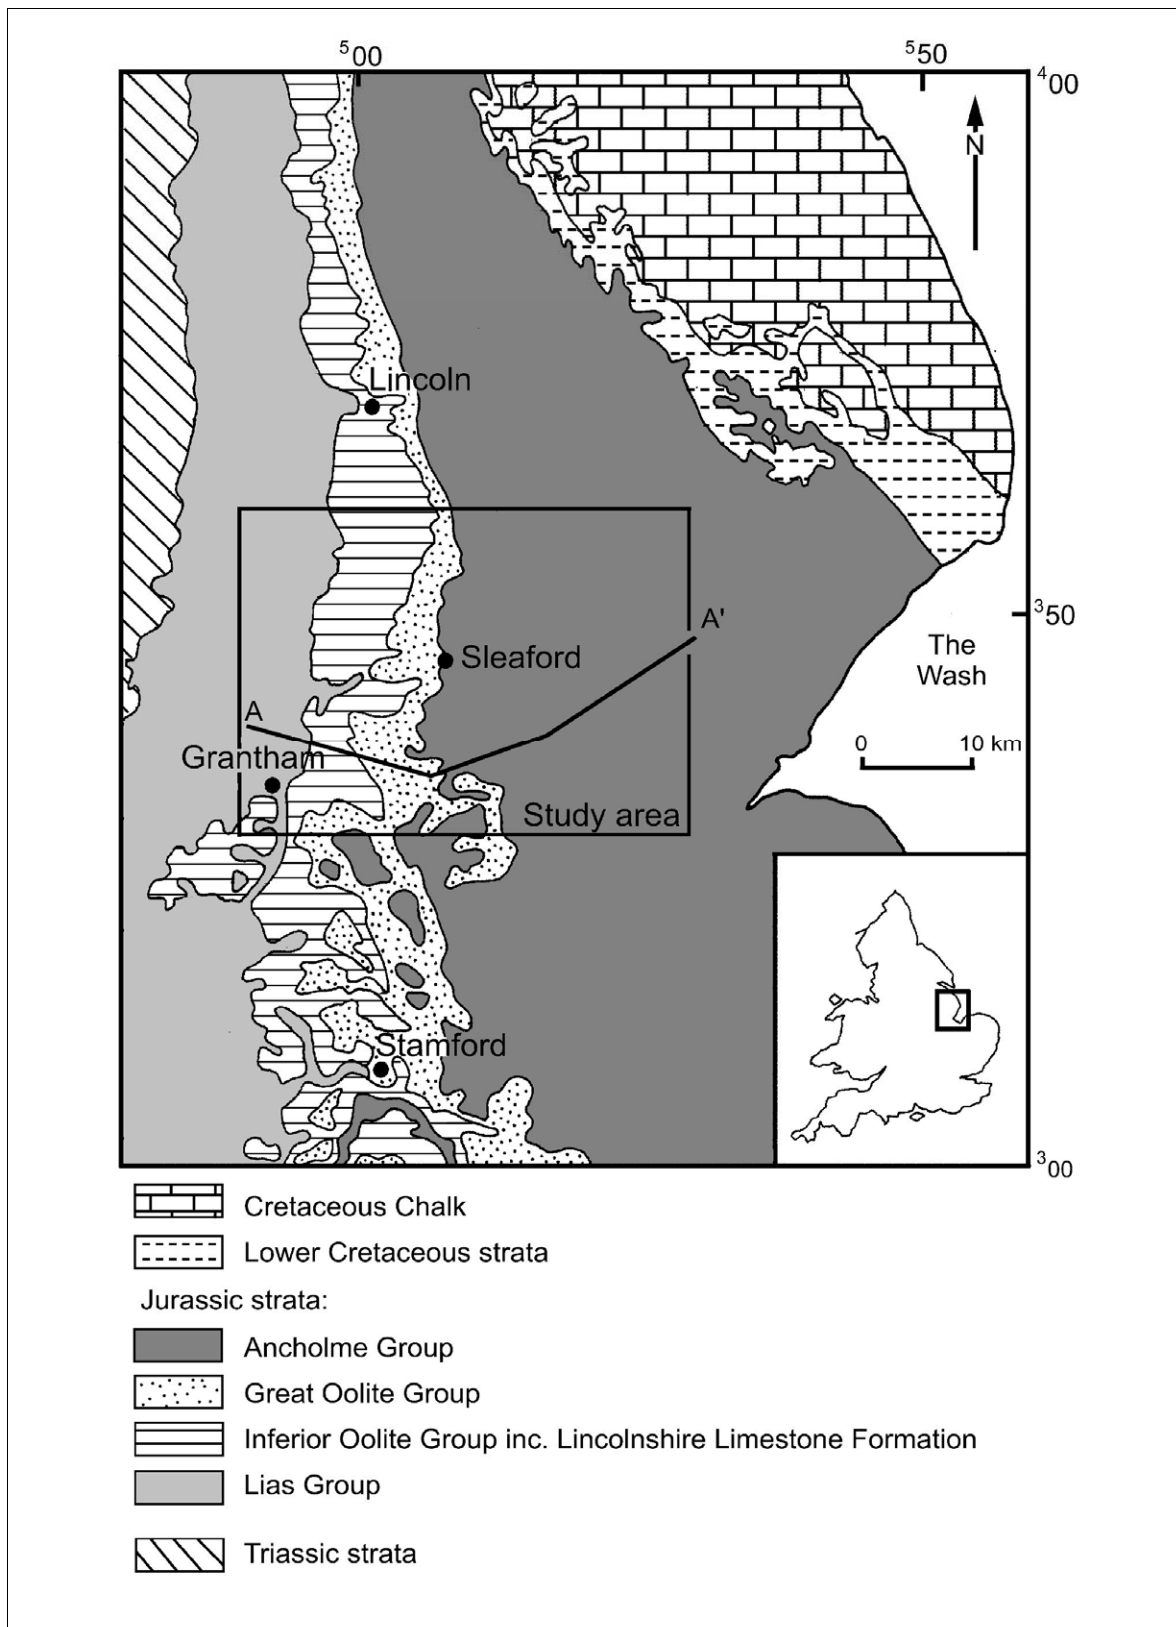 500
550
400
N
Lincoln
350
A'
The
Wash
Sleaford
A
0 10 km
Grantham
Study area
Stamford
300
Cretaceous Chalk
Lower Cretaceous strata
Jurassic strata:
Ancholme Group
Great Oolite Group
Inferior Oolite Group inc. Lincolnshire Limestone Formation
Lias Group
Triassic strata